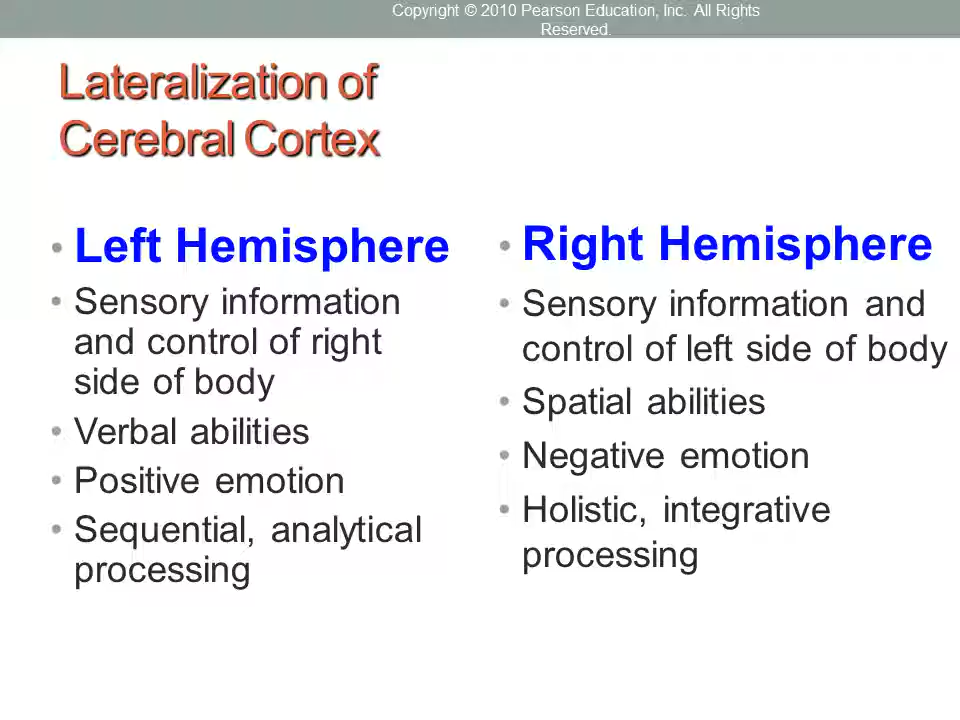 Copyright © 2010 Pearson Education, Inc. All Rights
Reserved.
Lateralization of
Cerebral Cortex
• Left Hemisphere
• Sensory information
and control of right
side of body
• Verbal abilities
• Positive emotion
• Sequential, analytical
processing
• Right Hemisphere
• Sensory information and
control of left side of body
• Spatial abilities
• Negative emotion
• Holistic, integrative
processing